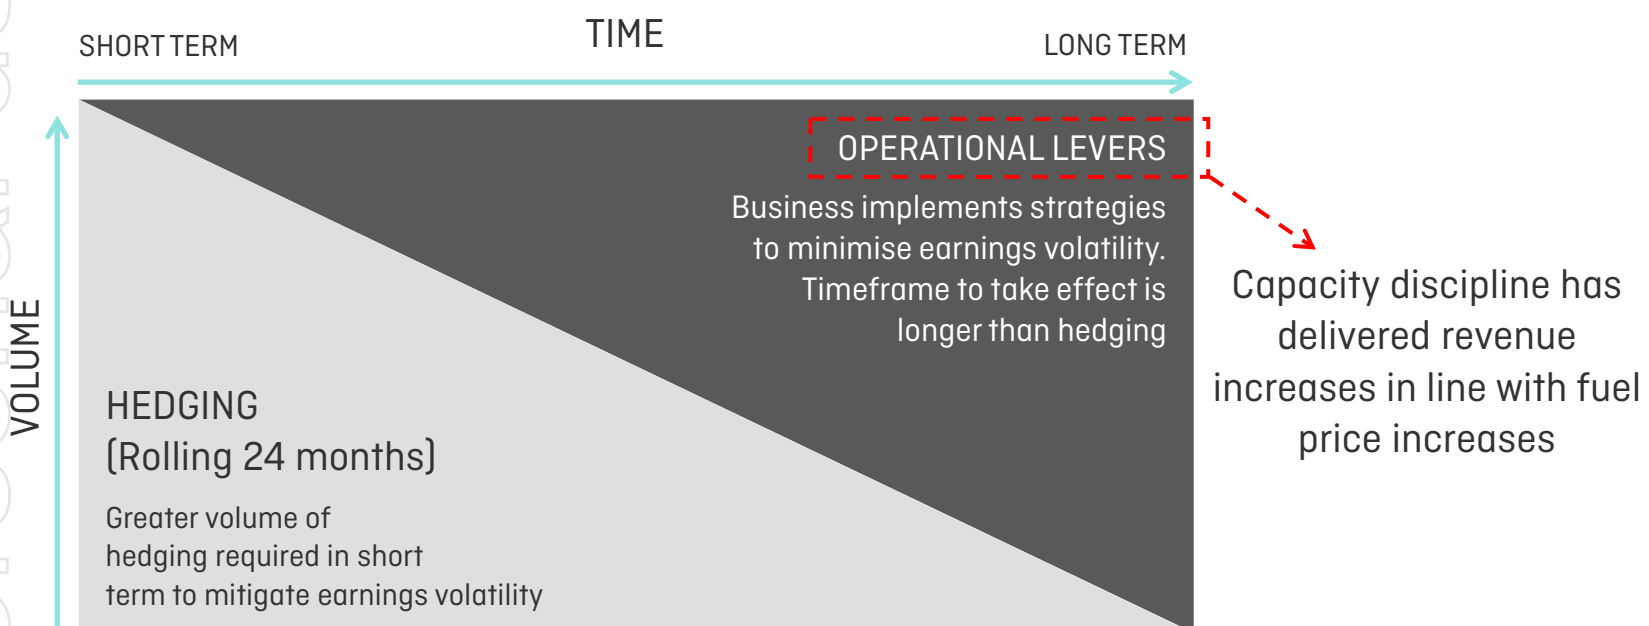 SHORT TERM
TIME
LONG TERM
VOLUME
OPERATIONAL LEVERS
Business implements strategies
to minimise earnings volatility.
Timeframe to take effect is
longer than hedging
Capacity discipline has
delivered revenue
increases in line with fuel
price increases
HEDGING
(Rolling 24 months)
Greater volume of
hedging required in short
term to mitigate earnings volatility